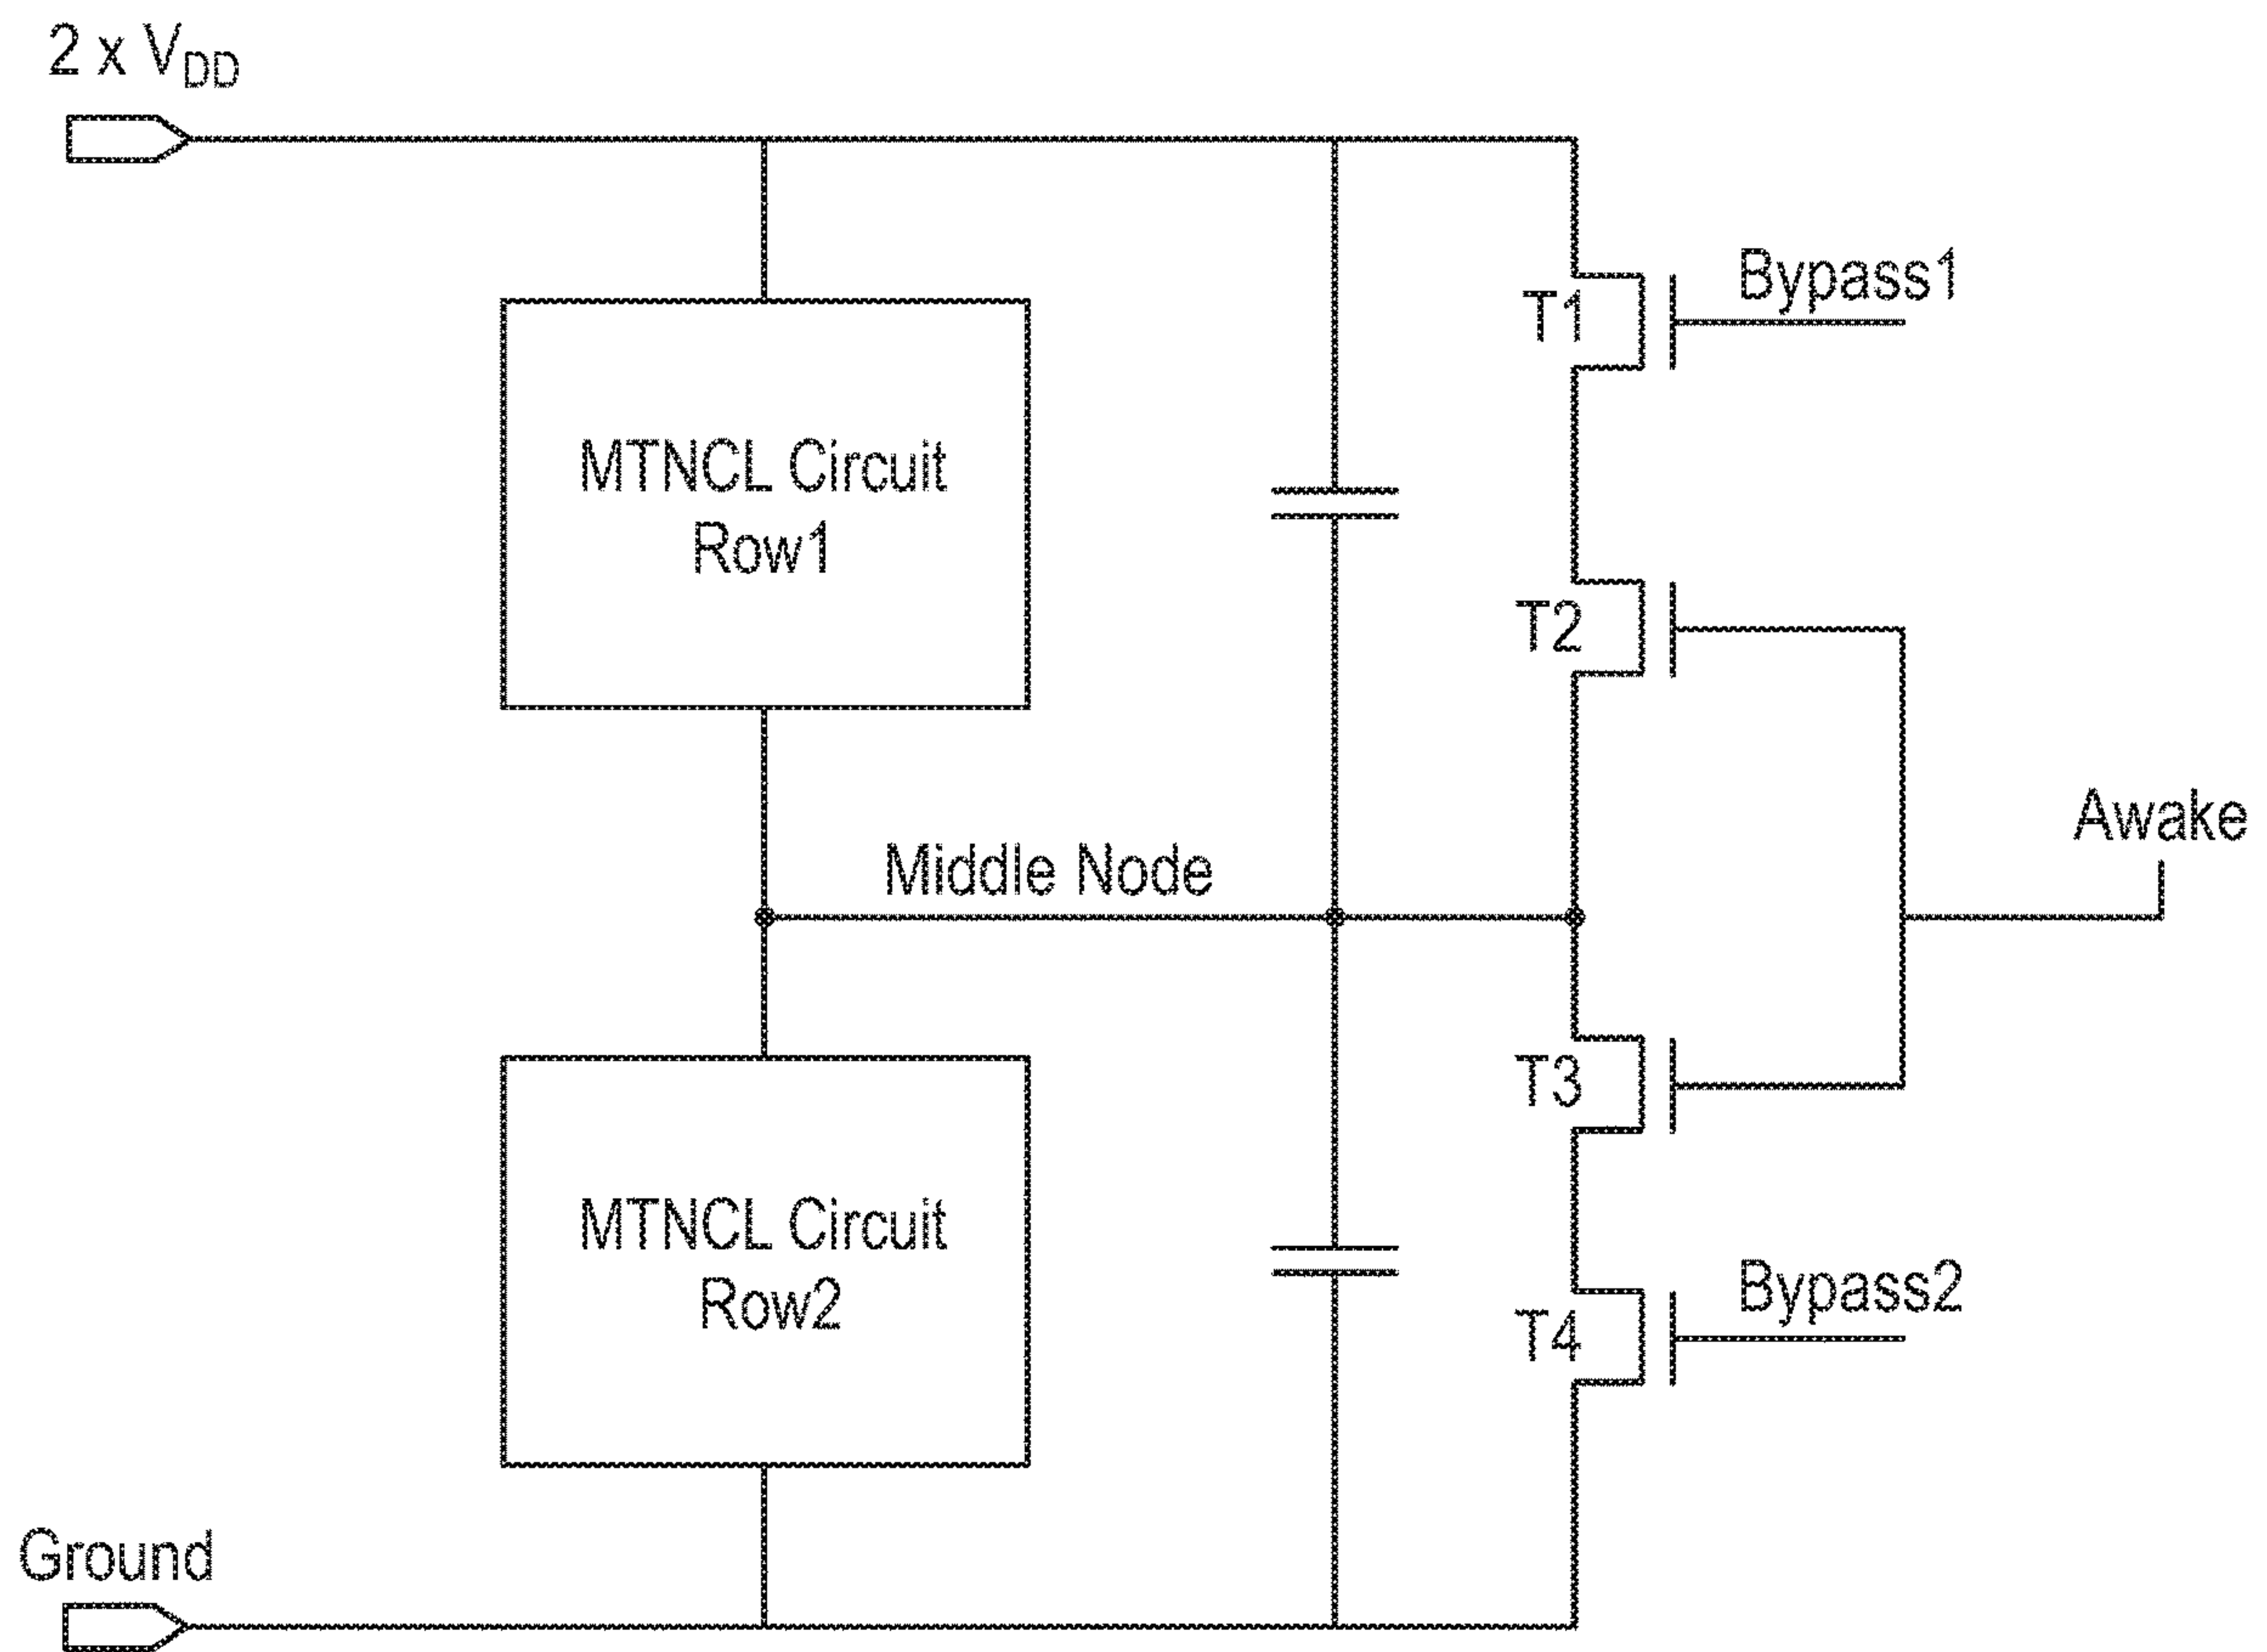 2 x VDD
Bypass1
T1
MTNCL Circuit
Row1
T2
Awake
Middle Node
T3
MTNCL Circuit
Row2
Bypass2
T4
Ground